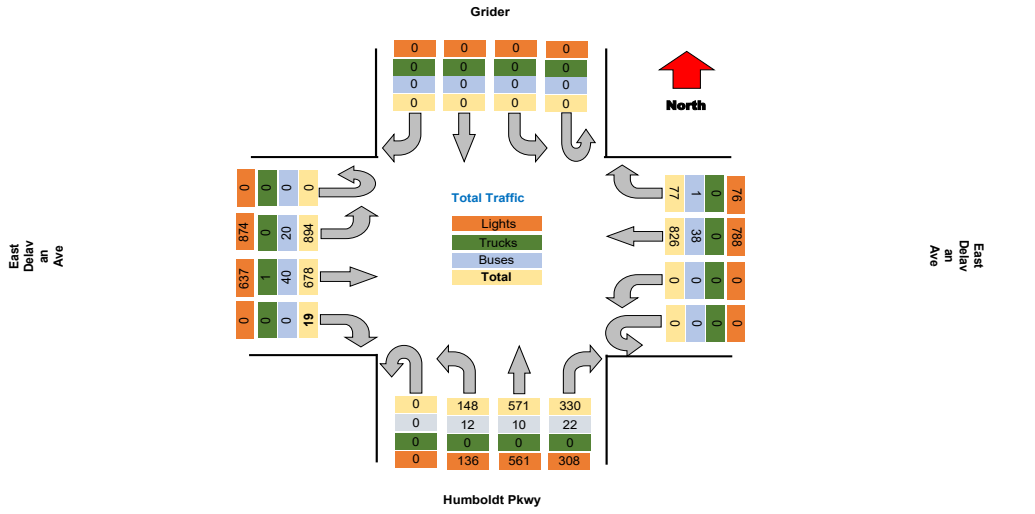 Grider
0 0 0 0
0 0 0 0
0 0 0 0
0 0 0 0
North
0 0 0 0
874 0 20 894
637 1 40 678
0 0 0 19
East
Delav
an
Ave
Total Traffic
Lights
Trucks
Buses
Total
77 1 0 76
826 38 0 788
0 0 0 0
0 0 0 0
East
Delav
an
Ave
0 148 571 330
0 12 10 22
0 0 0 0
0 136 561 308
Humboldt Pkwy